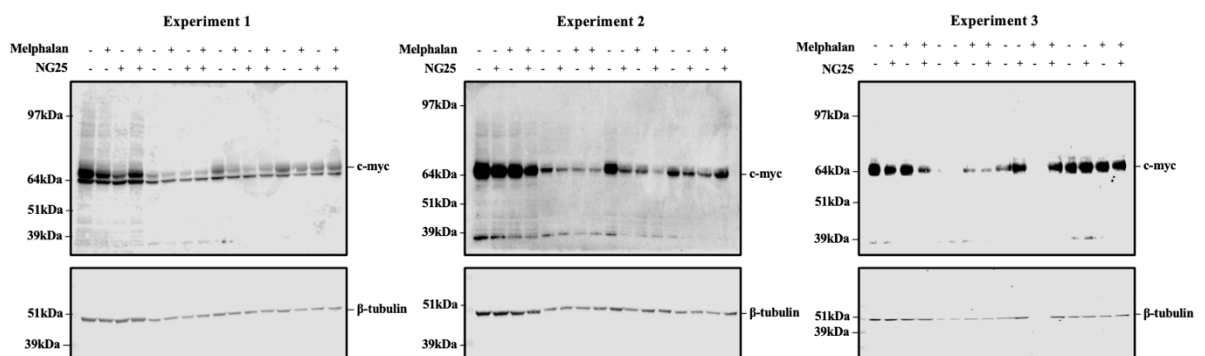 Experiment 1
Melphalan - + - + - + - + - + - + - + - +
NG25 - - + + - - + + - - + + - - + +
97kDa
64kDa
51kDa
39kDa
c-myc
51kDa
39kDa
β-tubulin
Experiment 2
Melphalan - - + + - - + + - - + + - - + +
NG25 - + - + - + - + - + - + - + - +
97kDa
64kDa
51kDa
39kDa
c-myc
51kDa
39kDa
β-tubulin
Experiment 3
Melphalan - - + + - - + + - - + + - - + +
NG25 - + - + - + - + - + - + - + - +
97kDa
64kDa
51kDa
39kDa
c-myc
51kDa
39kDa
β-tubulin